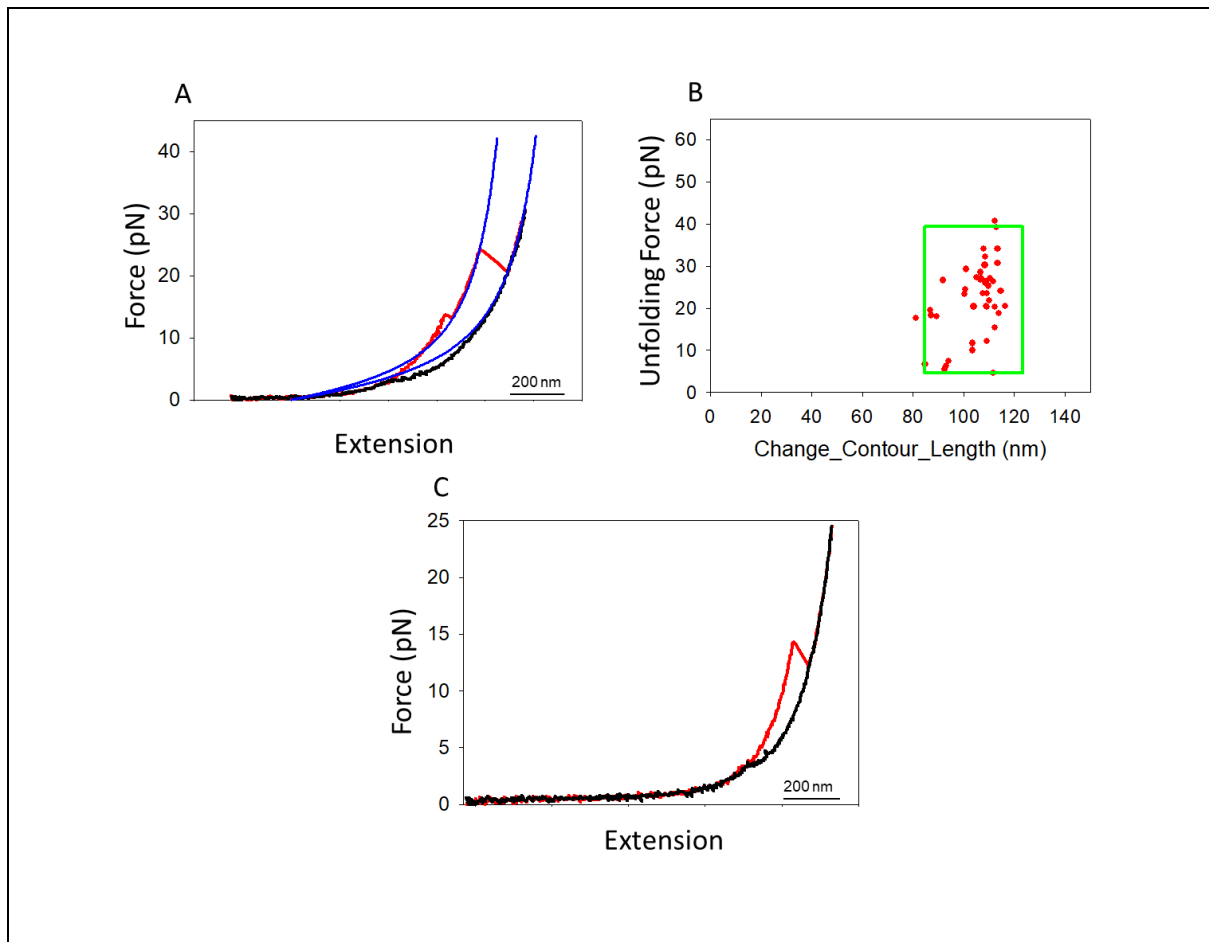 A
Force (pN)
40
30
20
10
0
200 nm
Extension
B
Unfolding Force (pN)
60
50
40
30
20
10
0
0 20 40 60 80 100 120 140
Change_Contour_Length (nm)
C
Force (pN)
25
20
15
10
5
0
200 nm
Extension